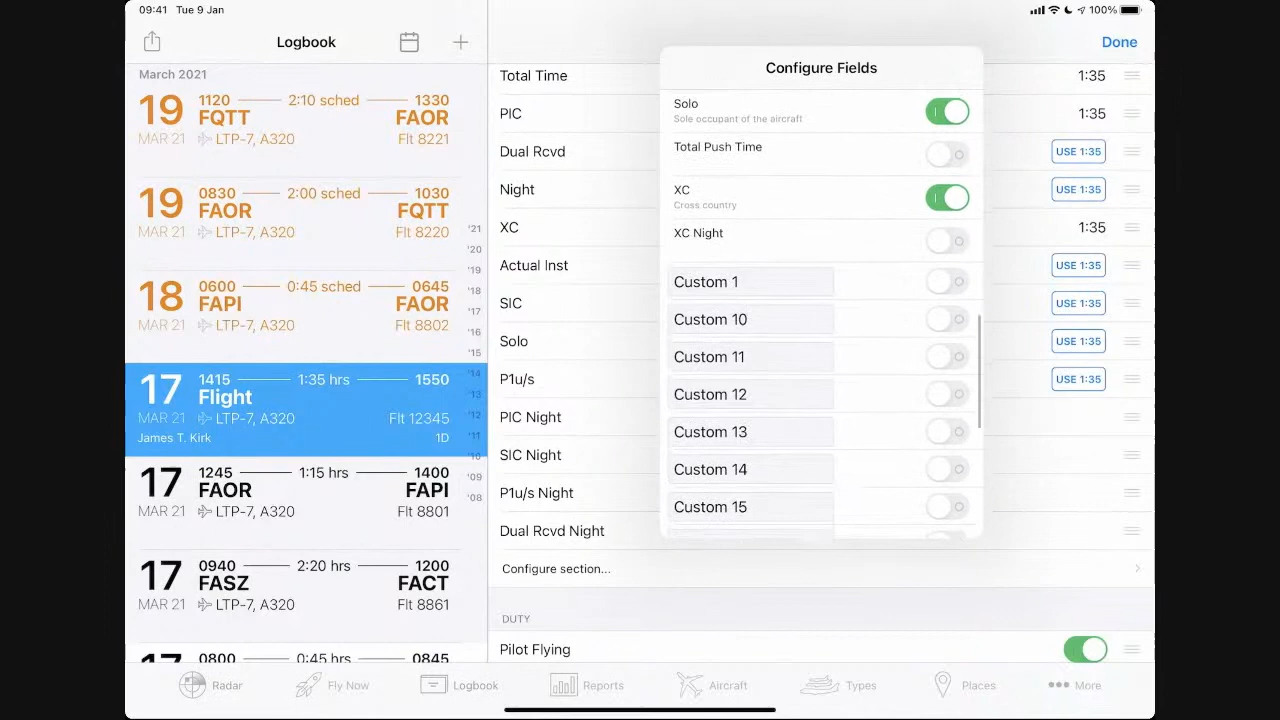 09:41 Tue 9 Jan
100%
Logbook
March 2021
19 1120 2:10 sched 1330
FQTT FAOR
MAR 21 LTP-7, A320 Flt 8221
19 0830 2:00 sched 1030
FAOR FQTT
MAR 21 LTP-7, A320 Flt 8220
18 0600 0:45 sched 0645
FAPI FAOR
MAR 21 LTP-7, A320 Flt 8802
17 1415 1:35 hrs 1550
Flight
MAR 21 LTP-7, A320 Flt 12345
James T. Kirk 1D
17 1245 1:15 hrs 1400
FAOR FAPI
MAR 21 LTP-7, A320 Flt 8801
17 0940 2:20 hrs 1200
FASZ FACT
MAR 21 LTP-7, A320 Flt 8861
17 0800 0:45 hrs 0845
'21
'20
'19
'18
'17
'16
'15
'14
'13
'12
'11
'10
'09
'08
Done
Total Time 1:35
PIC 1:35
Dual Rcvd USE 1:35
Night USE 1:35
XC 1:35
Actual Inst USE 1:35
SIC USE 1:35
Solo USE 1:35
P1u/s USE 1:35
PIC Night
SIC Night
P1u/s Night
Dual Rcvd Night
Configure section...
DUTY
Pilot Flying
Configure Fields
Solo
Sole occupant of the aircraft
Total Push Time
XC
Cross country
XC Night
Custom 1
Custom 10
Custom 11
Custom 12
Custom 13
Custom 14
Custom 15
Radar Fly Now Logbook Reports Aircraft Types Places More